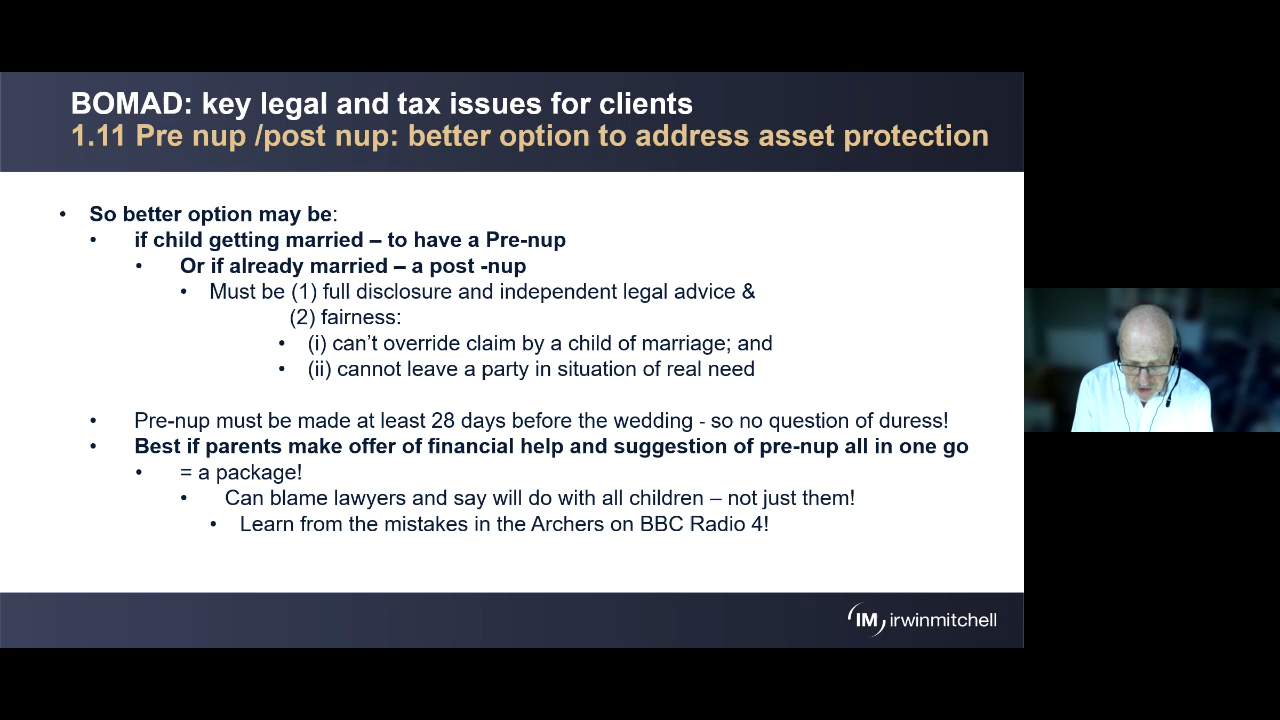 BOMAD: key legal and tax issues for clients
1.11 Pre nup /post nup: better option to address asset protection
• So better option may be:
• if child getting married – to have a Pre-nup
• Or if already married – a post -nup
• Must be (1) full disclosure and independent legal advice &
(2) fairness:
• (i) can't override claim by a child of marriage; and
• (ii) cannot leave a party in situation of real need
• Pre-nup must be made at least 28 days before the wedding - so no question of duress!
• Best if parents make offer of financial help and suggestion of pre-nup all in one go
• = a package!
• Can blame lawyers and say will do with all children – not just them!
• Learn from the mistakes in the Archers on BBC Radio 4!
IM irwinmitchell